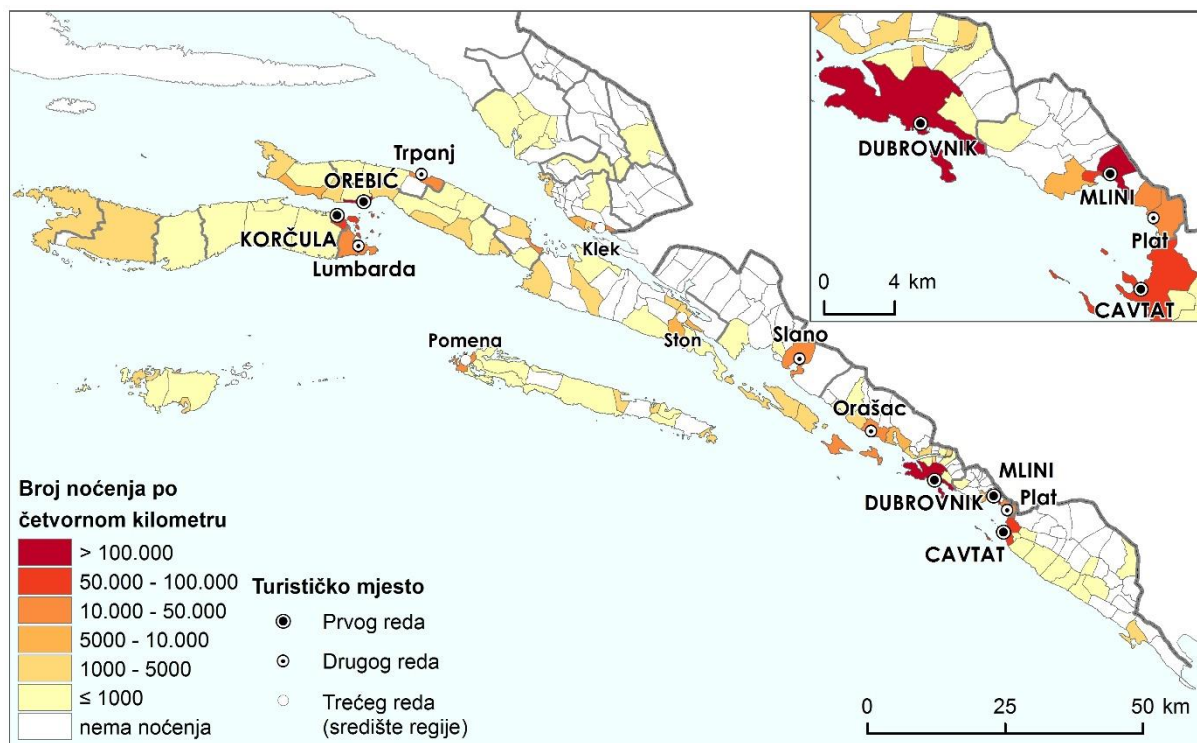 Trpanj
OREBIĆ
KORČULA
Lumbarda
Klek
Pomena
Ston
Slano
Orašac
MLINI
Plat
DUBROVNIK
CAVTAT
DUBROVNIK
MLINI
Plat
0 4 km
CAVTAT
Broj noćenja po
četvornom kilometru
> 100.000
50.000 - 100.000
10.000 - 50.000
5000 - 10.000
1000 - 5000
≤ 1000
nema noćenja
Turističko mjesto
Prvog reda
Drugog reda
Trećeg reda
(središte regije)
0 25 50 km